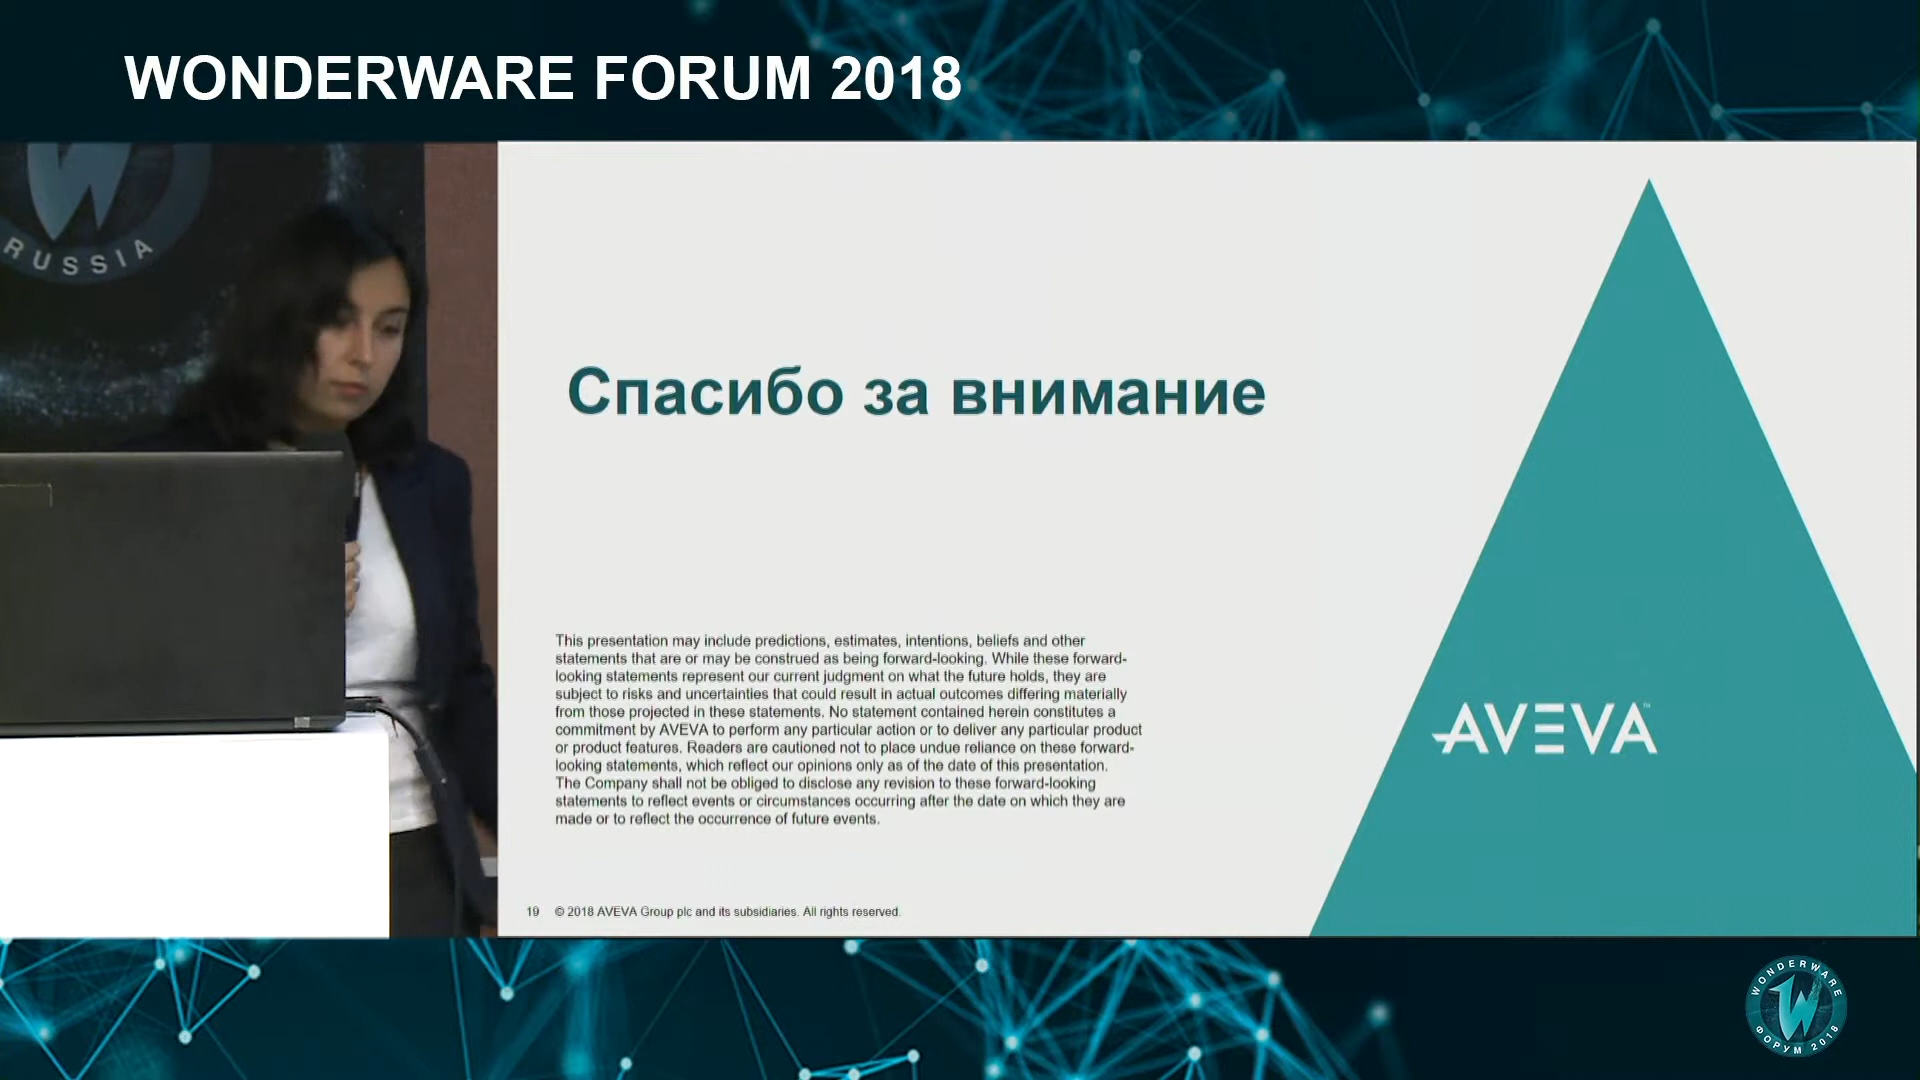 WONDERWARE FORUM 2018
W
RUSSIA
Спасибо за внимание
This presentation may include predictions, estimates, intentions, beliefs and other
statements that are or may be construed as being forward-looking. While these forward-
looking statements represent our current judgment on what the future holds, they are
subject to risks and uncertainties that could result in actual outcomes differing materially
from those projected in these statements. No statement contained herein constitutes a
commitment by AVEVA to perform any particular action or to deliver any particular product
or product features. Readers are cautioned not to place undue reliance on these forward-
looking statements, which reflect our opinions only as of the date of this presentation.
The Company shall not be obliged to disclose any revision to these forward-looking
statements to reflect events or circumstances occurring after the date on which they are
made or to reflect the occurrence of future events.
AVEVA™
19 © 2018 AVEVA Group plc and its subsidiaries. All rights reserved.
WONDERWARE
W
ФОРУМ 2018